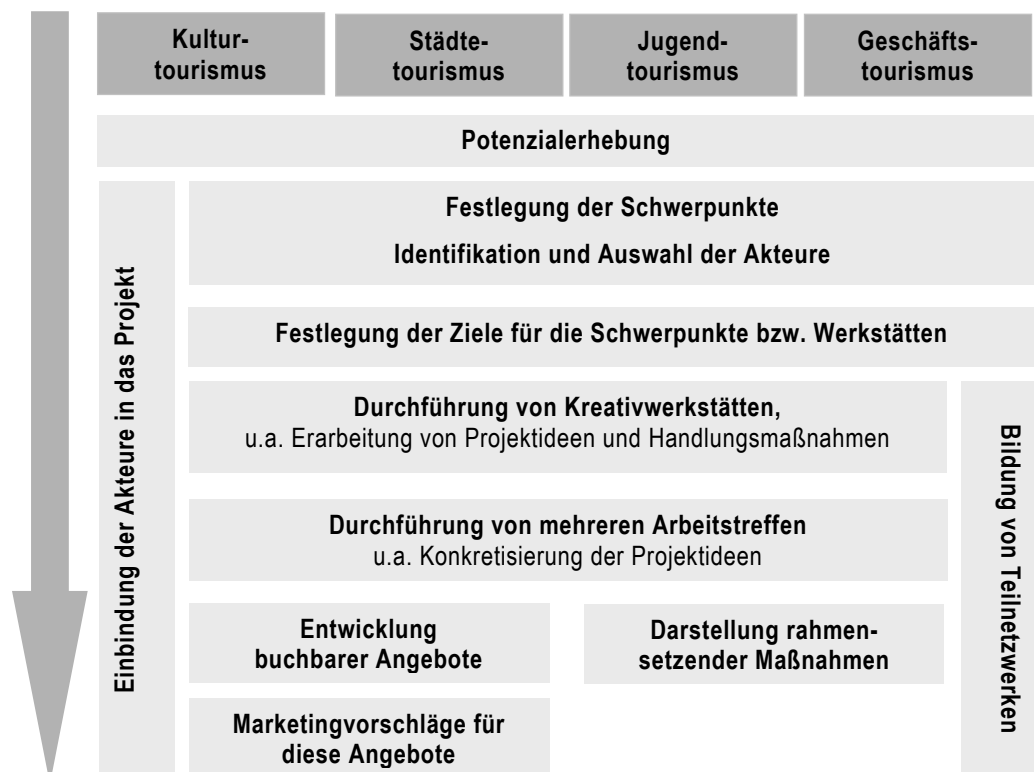 Kultur-
tourismus
Städte-
tourismus
Jugend-
tourismus
Geschäfts-
tourismus
Potenzialerhebung
Einbindung der Akteure in das Projekt
Festlegung der Schwerpunkte
Identifikation und Auswahl der Akteure
Festlegung der Ziele für die Schwerpunkte bzw. Werkstätten
Durchführung von Kreativwerkstätten,
u.a. Erarbeitung von Projektideen und Handlungsmaßnahmen
Durchführung von mehreren Arbeitstreffen
u.a. Konkretisierung der Projektideen
Entwicklung
buchbarer Angebote
Darstellung rahmen-
setzender Maßnahmen
Marketingvorschläge für
diese Angebote
Bildung von Teilnetzwerken